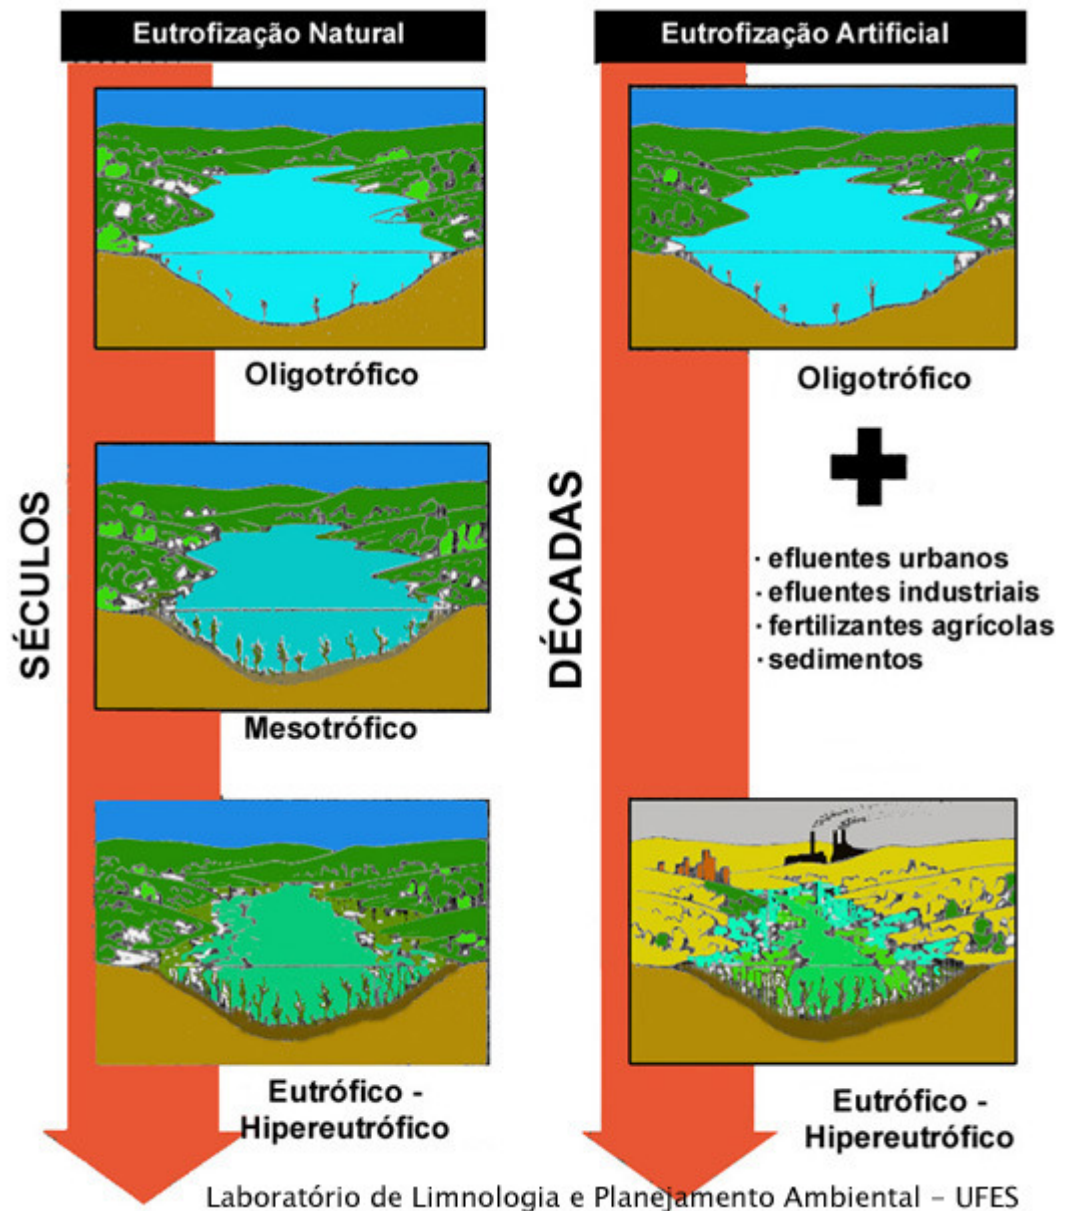 Eutrofização Natural
SÉCULOS
Oligotrófico
Mesotrófico
Eutrófico -
Hipereutrófico
Eutrofização Artificial
DÉCADAS
Oligotrófico
· efluentes urbanos
· efluentes industriais
· fertilizantes agrícolas
· sedimentos
Eutrófico -
Hipereutrófico
Laboratório de Limnologia e Planejamento Ambiental - UFES